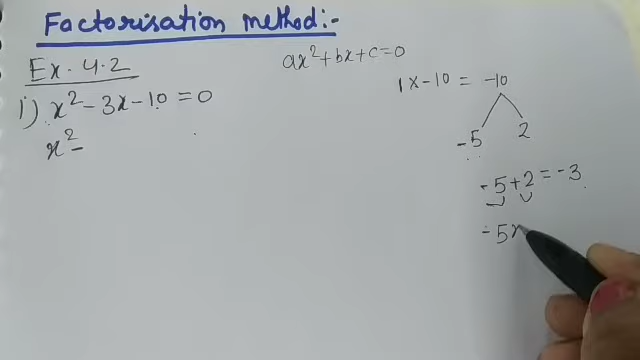 Factorisation method:-
ax²+bx+c=0
Ex. 4.2
i) x²-3x-10=0
x²-
1x-10 = -10
-5 2
-5+2=-3
-5x